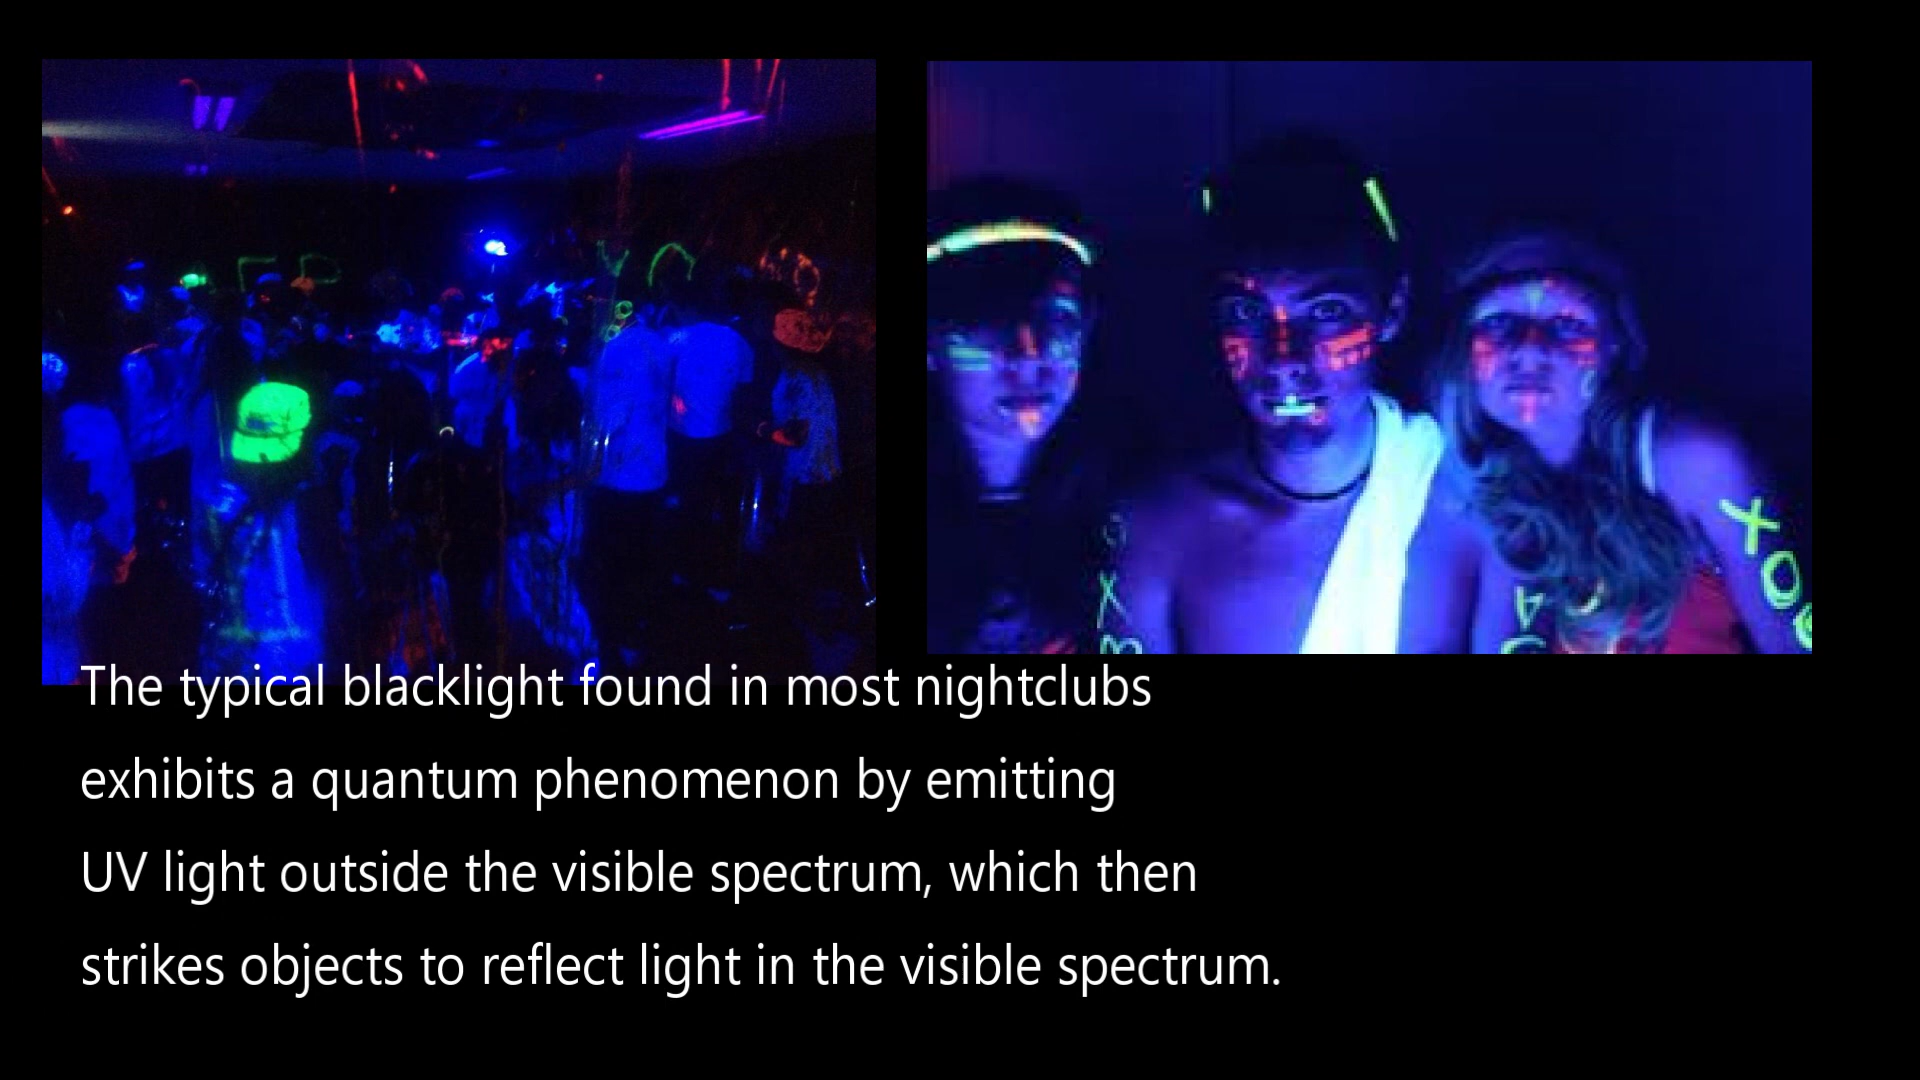 The typical blacklight found in most nightclubs
exhibits a quantum phenomenon by emitting
UV light outside the visible spectrum, which then
strikes objects to reflect light in the visible spectrum.